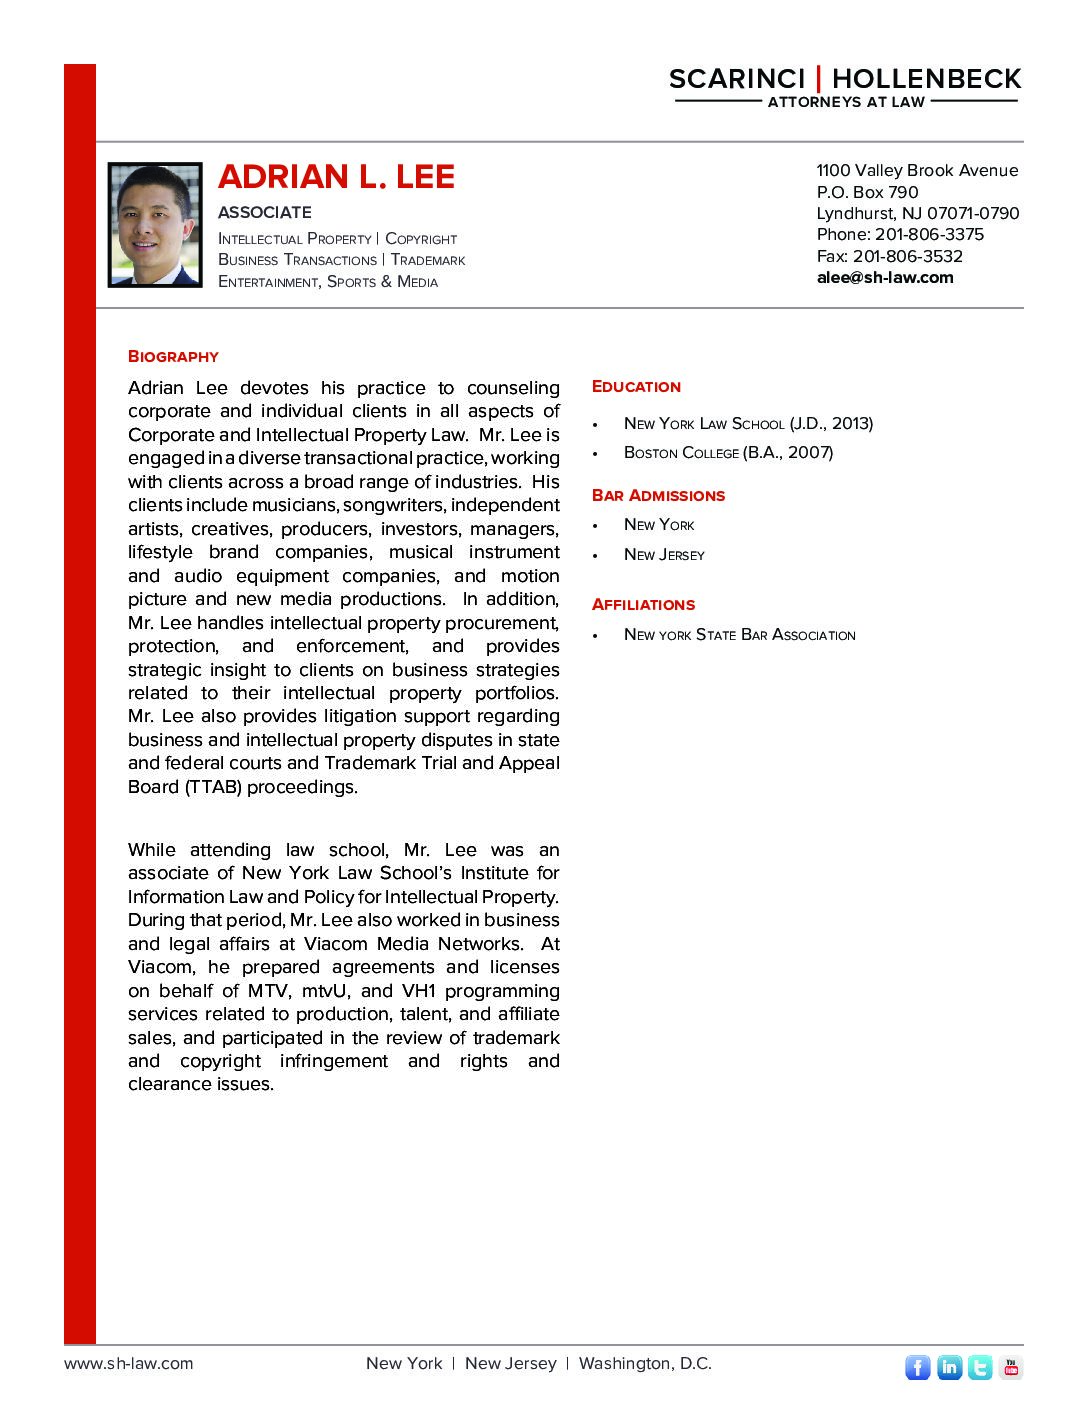 SCARINCI | HOLLENBECK
ATTORNEYS AT LAW
ADRIAN L. LEE
ASSOCIATE
Intellectual Property | Copyright
Business Transactions | Trademark
Entertainment, Sports & Media
1100 Valley Brook Avenue
P.O. Box 790
Lyndhurst, NJ 07071-0790
Phone: 201-806-3375
Fax: 201-806-3532
alee@sh-law.com
Biography
Adrian Lee devotes his practice to counseling
corporate and individual clients in all aspects of
Corporate and Intellectual Property Law. Mr. Lee is
engaged in a diverse transactional practice, working
with clients across a broad range of industries. His
clients include musicians, songwriters, independent
artists, creatives, producers, investors, managers,
lifestyle brand companies, musical instrument
and audio equipment companies, and motion
picture and new media productions. In addition,
Mr. Lee handles intellectual property procurement,
protection, and enforcement, and provides
strategic insight to clients on business strategies
related to their intellectual property portfolios.
Mr. Lee also provides litigation support regarding
business and intellectual property disputes in state
and federal courts and Trademark Trial and Appeal
Board (TTAB) proceedings.
While attending law school, Mr. Lee was an
associate of New York Law School’s Institute for
Information Law and Policy for Intellectual Property.
During that period, Mr. Lee also worked in business
and legal affairs at Viacom Media Networks. At
Viacom, he prepared agreements and licenses
on behalf of MTV, mtvU, and VH1 programming
services related to production, talent, and affiliate
sales, and participated in the review of trademark
and copyright infringement and rights and
clearance issues.
Education
• New York Law School (J.D., 2013)
• Boston College (B.A., 2007)
Bar Admissions
• New York
• New Jersey
Affiliations
• New york State Bar Association
www.sh-law.com
New York | New Jersey | Washington, D.C.
f
in
t
You
Tube